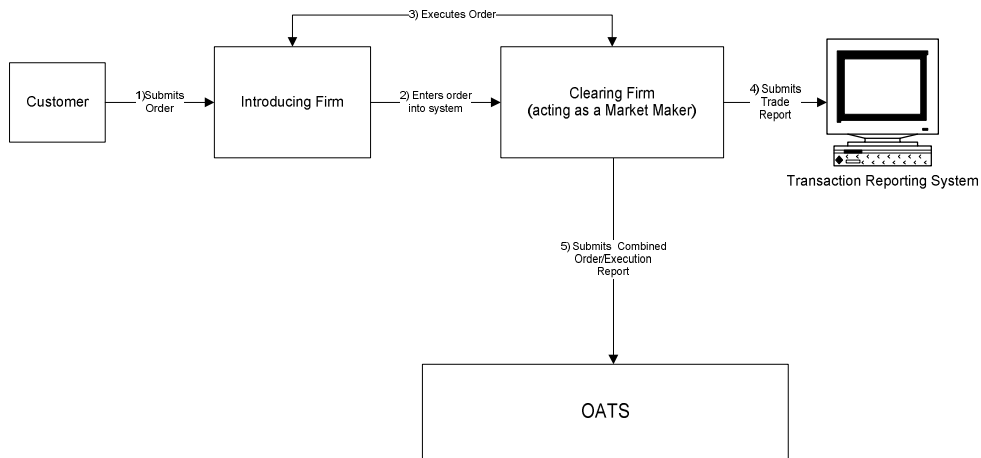 3) Executes Order
Customer
1)Submits
Order
Introducing Firm
2) Enters order
into system
Clearing Firm
(acting as a Market Maker)
4) Submits
Trade
Report
Transaction Reporting System
5) Submits Combined
Order/Execution
Report
OATS